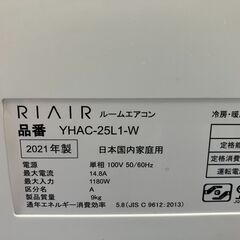 RIAIR ルームエアコン
品番 YHAC-25L1-W
2021年製 日本国内家庭用
電源 単相 100V 50/60Hz
最大電流 14.8A
最大消費電力 1180W
区分名 A
製品質量 9kg
通年エネルギー消費効率 5.8 (JIS C 9612:2013)
冷房・暖
定格能
定格消
運転電